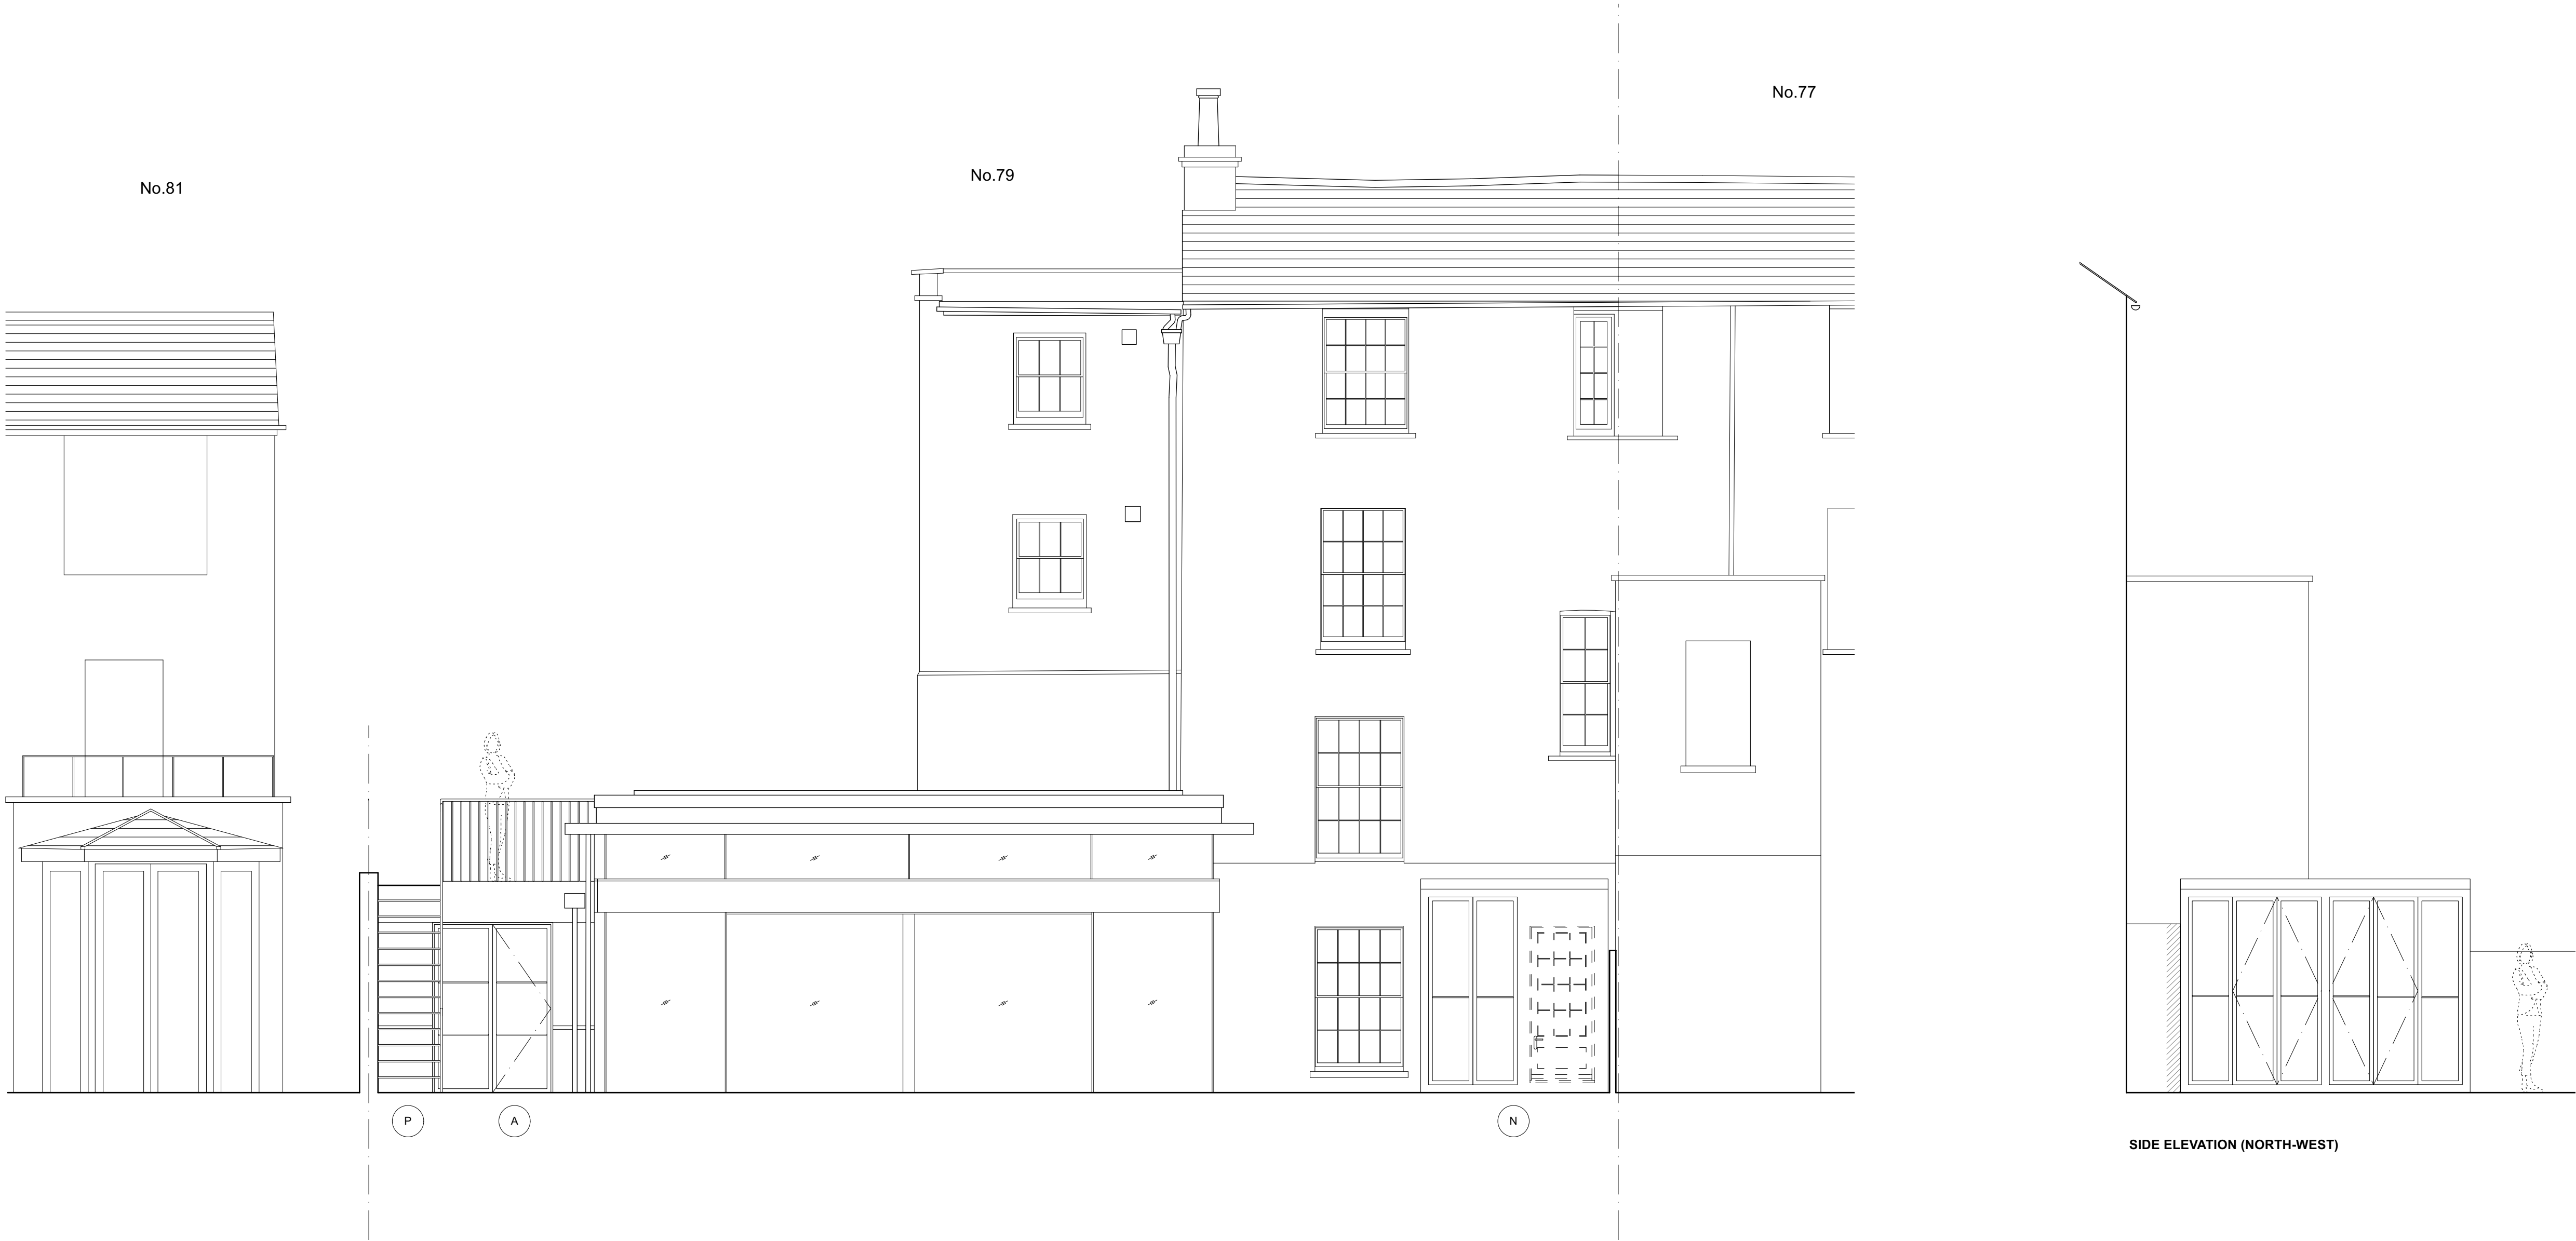 No.77
No.79
No.81
P
A
N
SIDE ELEVATION (NORTH-WEST)